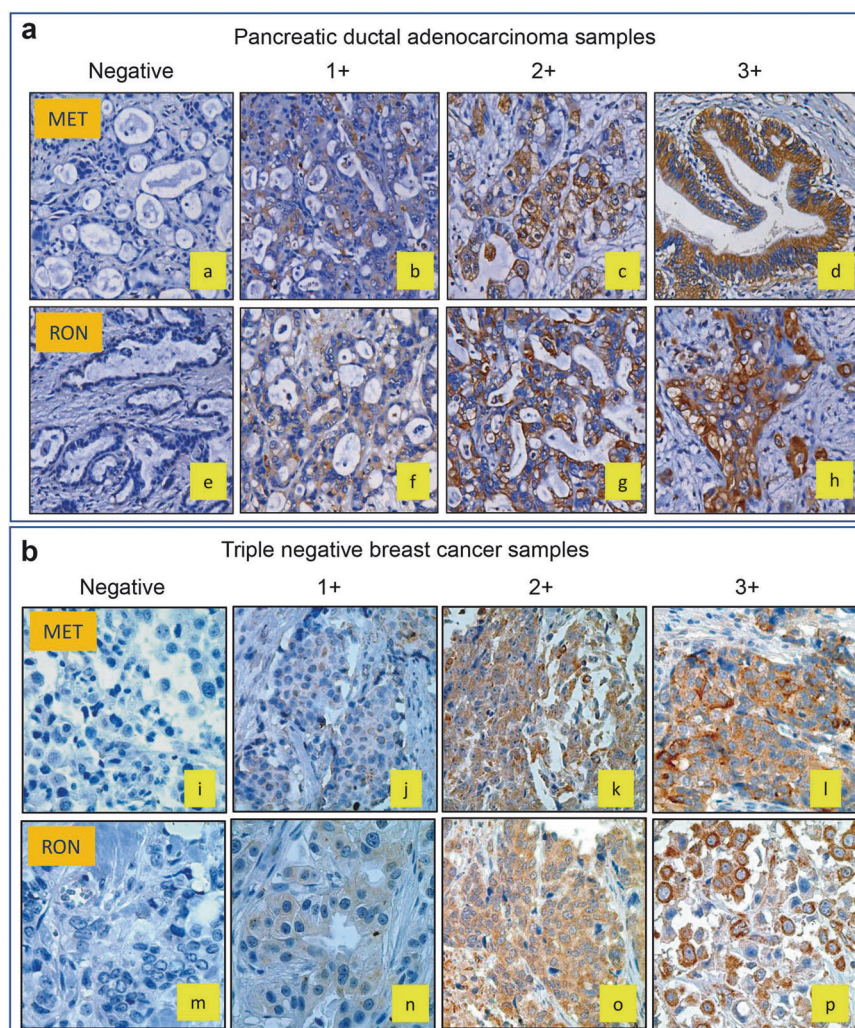 a
Pancreatic ductal adenocarcinoma samples
Negative 1+ 2+ 3+
MET
a b c d
RON
e f g h
b
Triple negative breast cancer samples
Negative 1+ 2+ 3+
MET
i j k l
RON
m n o p